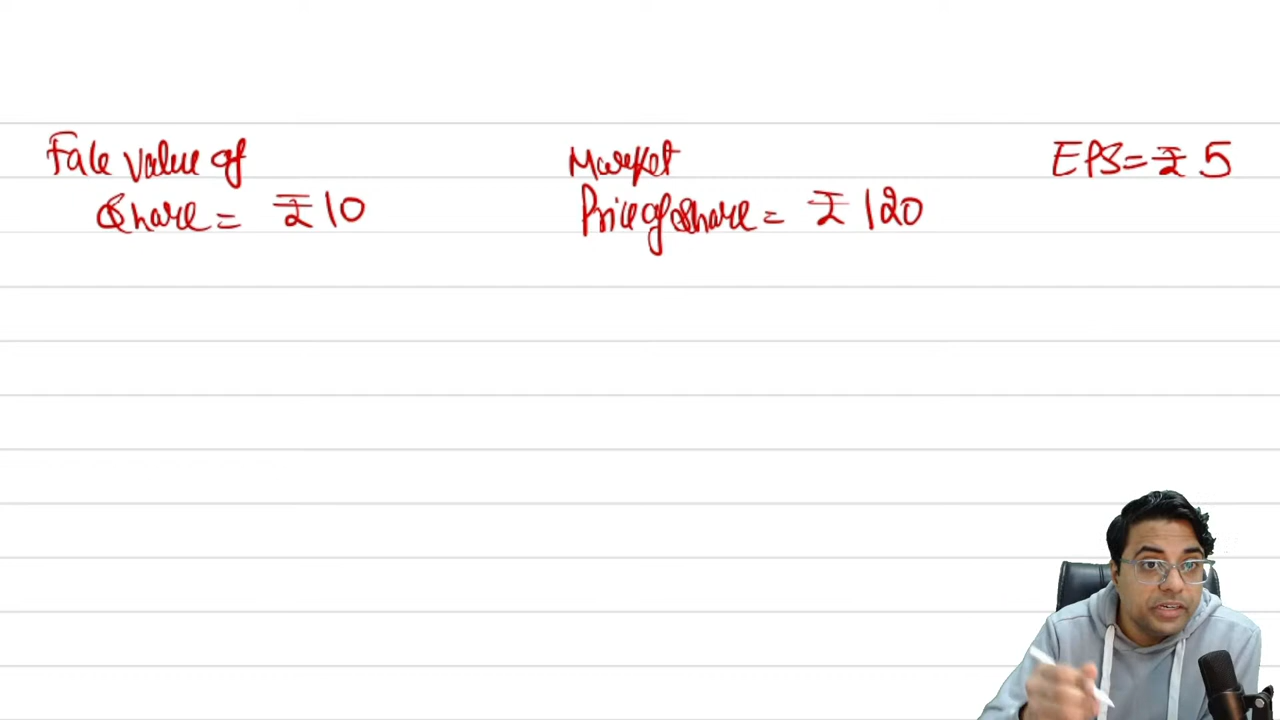 Face value of
Share = ₹ 10
Market
Price of share = ₹ 120
EPS = ₹ 5